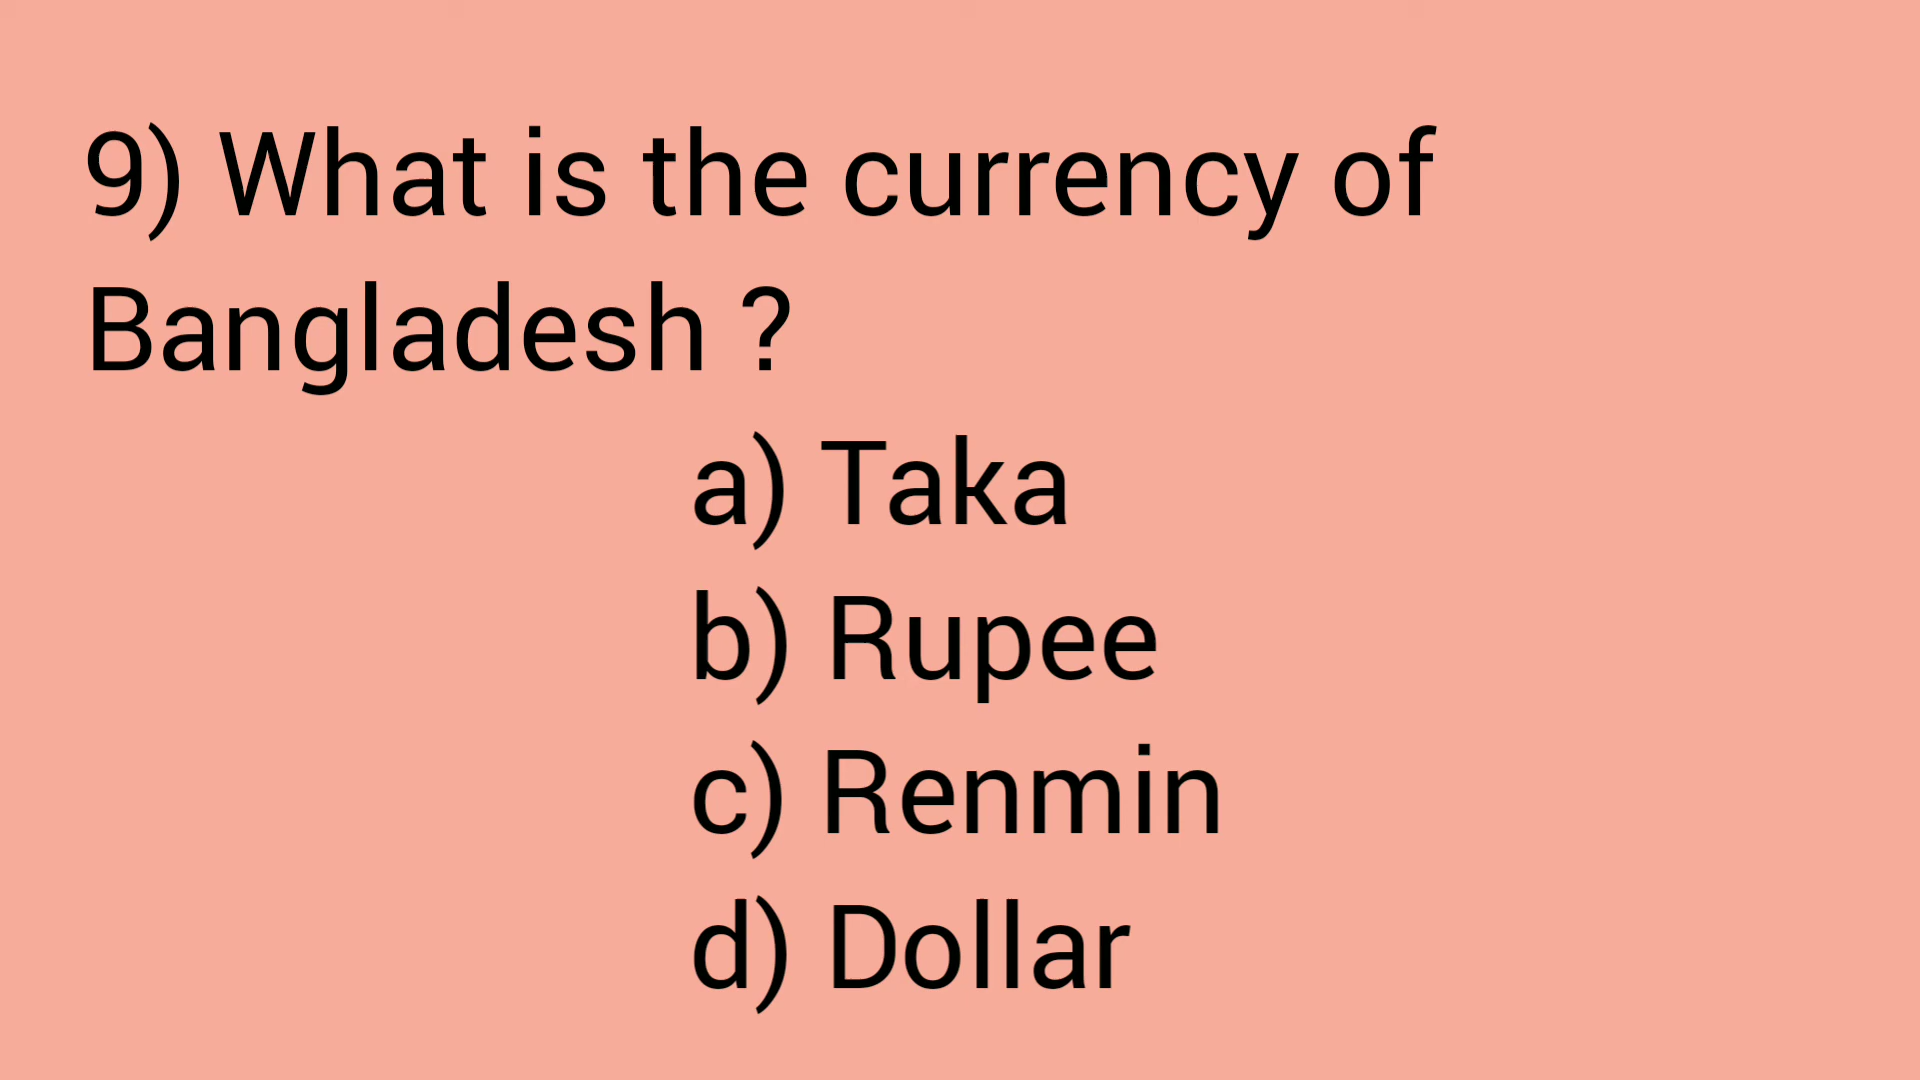 9) What is the currency of
Bangladesh ?
a) Taka
b) Rupee
c) Renmin
d) Dollar